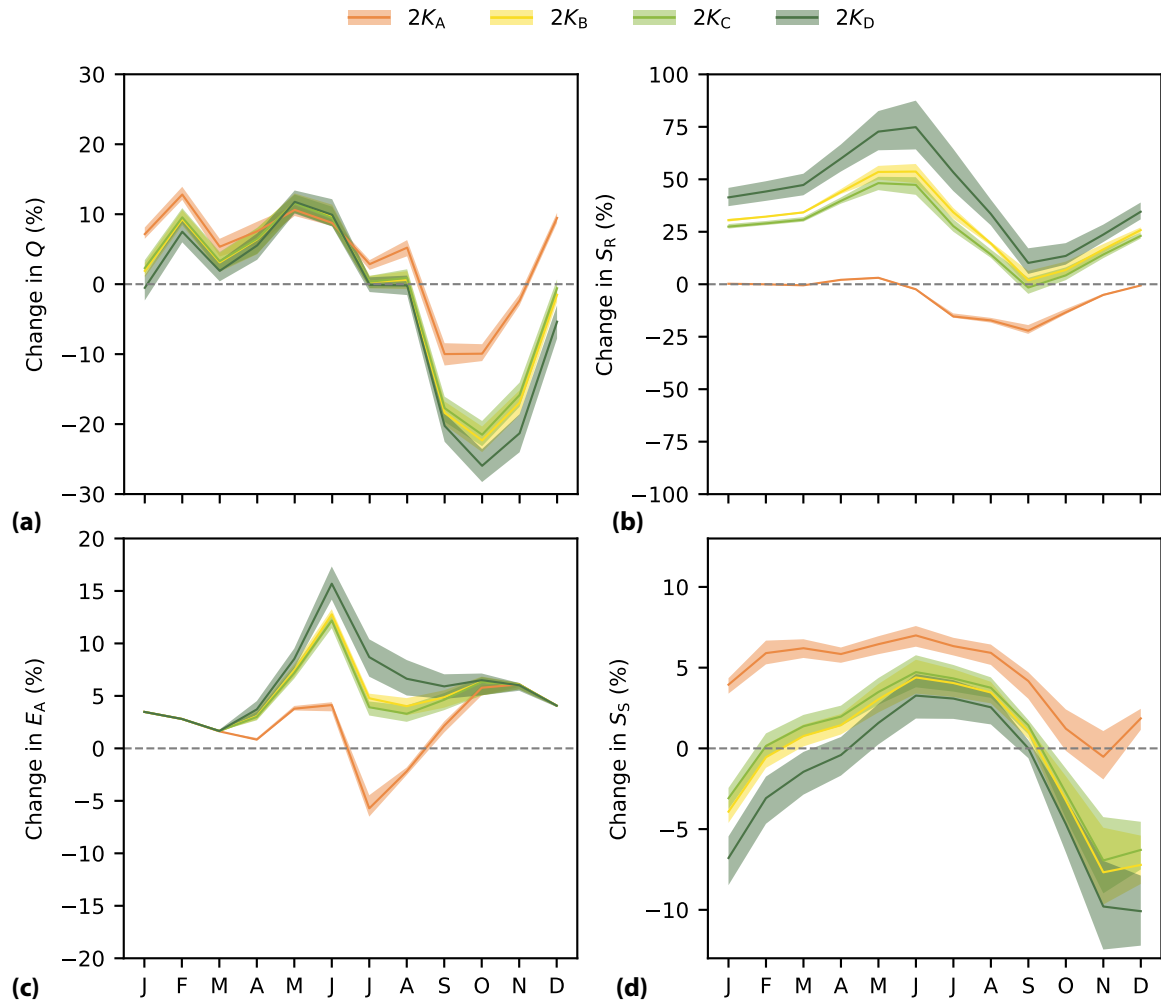 2K_A 2K_B 2K_C 2K_D
Change in Q (%)
30
20
10
0
−10
−20
−30
J F M A M J J A S O N D
(a)
Change in S_R (%)
100
75
50
25
0
−25
−50
−75
−100
J F M A M J J A S O N D
(b)
Change in E_A (%)
20
15
10
5
0
−5
−10
−15
−20
J F M A M J J A S O N D
(c)
Change in S_S (%)
10
5
0
−5
−10
J F M A M J J A S O N D
(d)